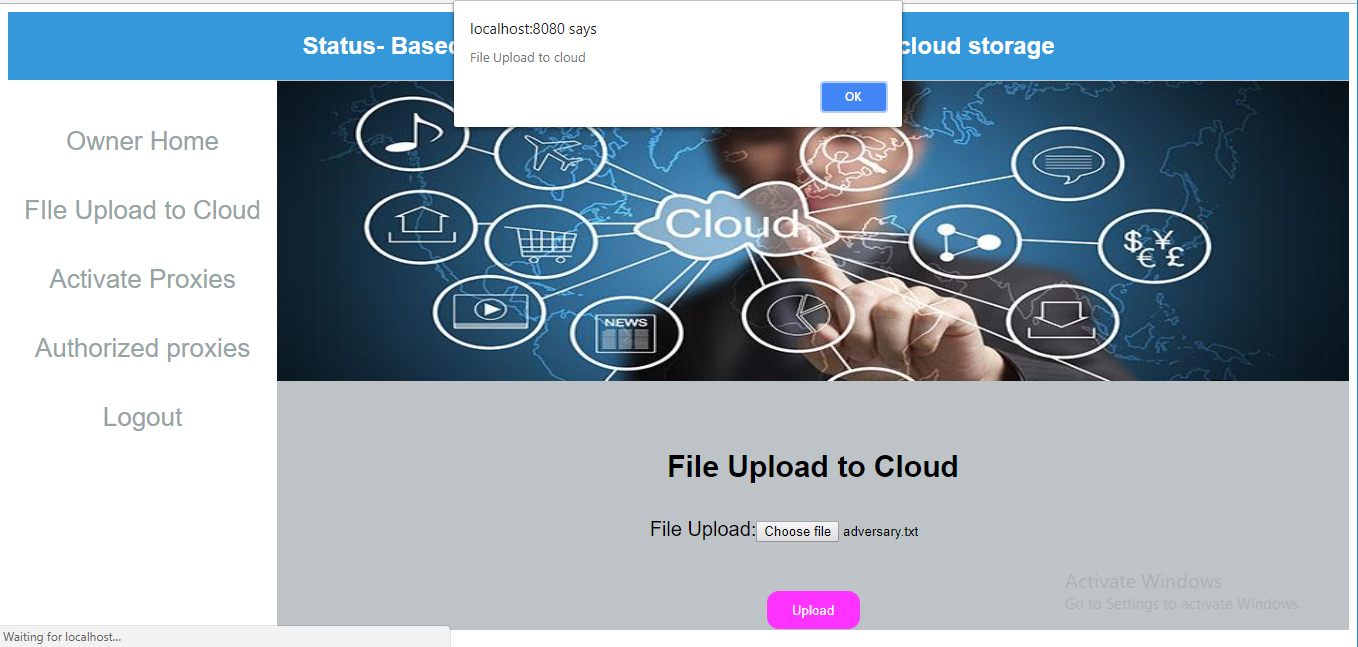 localhost:8080 says
File Upload to cloud
OK
Status- Based
cloud storage
Owner Home
FIle Upload to Cloud
Activate Proxies
Authorized proxies
Logout
Cloud
$ ¥
€ £
NEWS
File Upload to Cloud
File Upload: Choose file adversary.txt
Upload
Activate Windows
Go to Settings to activate Windows.
Waiting for localhost...